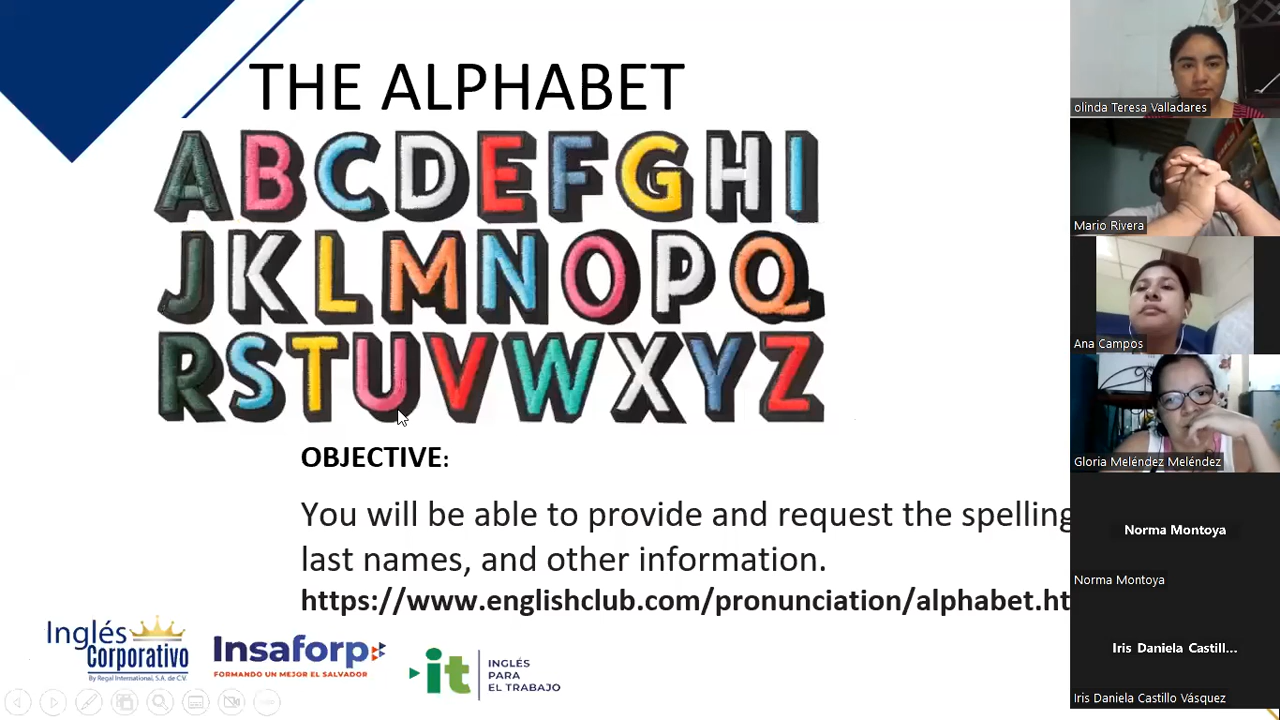 THE ALPHABET
ABCDEFGHI
JKLMNOPQ
RSTUVWXYZ
OBJECTIVE:
You will be able to provide and request the spelling
last names, and other information.
https://www.englishclub.com/pronunciation/alphabet.ht
Inglés
Corporativo
By Regal International, S.A. de C.V.
Insaforp
FORMANDO UN MEJOR EL SALVADOR
it
INGLÉS
PARA
EL TRABAJO
olinda Teresa Valladares
Mario Rivera
Ana Campos
Gloria Meléndez Meléndez
Norma Montoya
Norma Montoya
Iris Daniela Castill...
Iris Daniela Castillo Vásquez